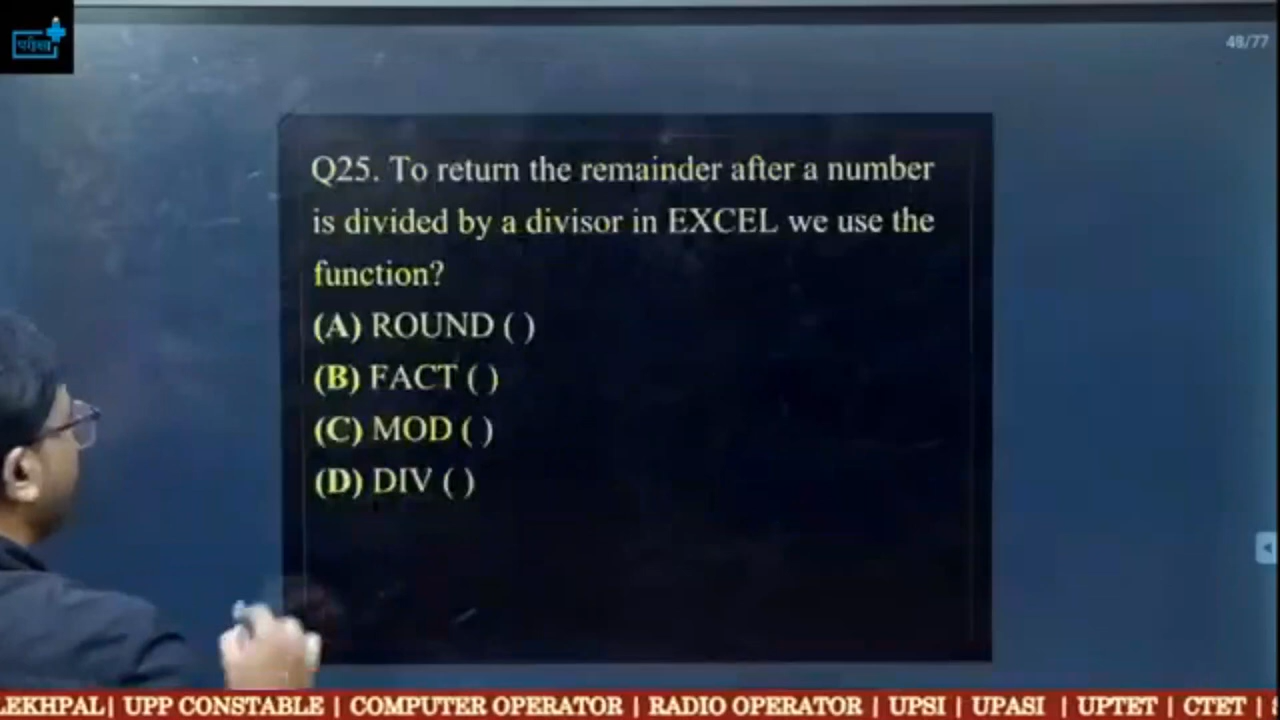 परीक्षा
48/77
Q25. To return the remainder after a number
is divided by a divisor in EXCEL we use the
function?
(A) ROUND ( )
(B) FACT ( )
(C) MOD ( )
(D) DIV ( )
LEKHPAL| UPP CONSTABLE | COMPUTER OPERATOR | RADIO OPERATOR | UPSI | UPASI | UPTET | CTET |